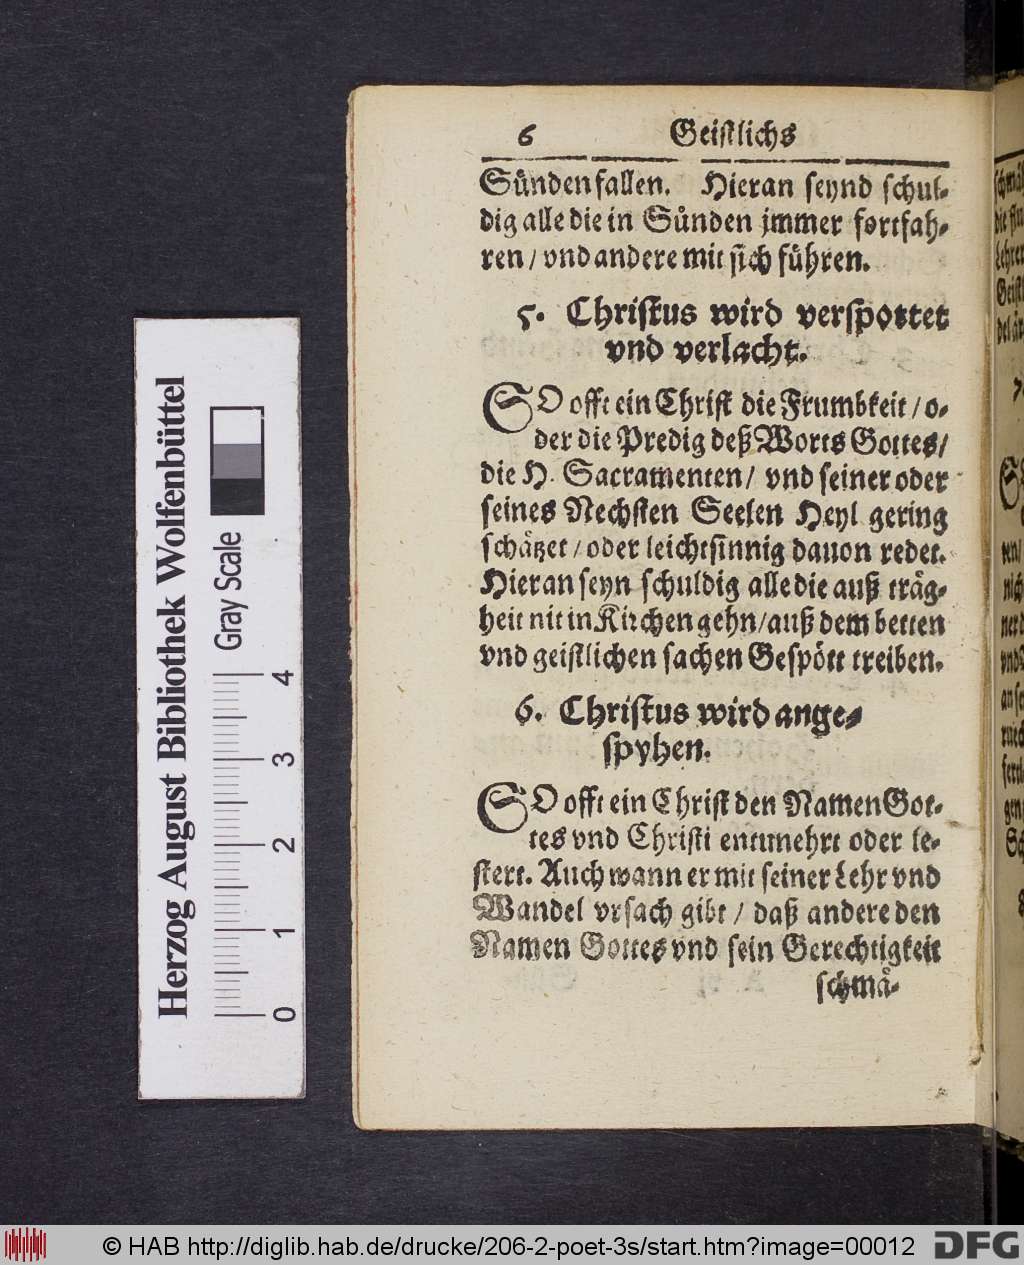 6 Geistlichs
Sündenfallen. Hieran seynd schul-
dig alle die in Sünden jmmer fortfah-
ren / vnd andere mit sich führen.
5. Christus wird verspottet
vnd verlacht.
SO offt ein Christ die Frumbkeit / o-
der die Predig deß Worts Gottes /
die H. Sacramenten / vnd seiner oder
seines Nechsten Seelen Heyl gering
schätzet / oder leichtsinnig dauon redet.
Hieran seyn schuldig alle die auß träg-
heit nit in Kirchen gehn / auß dem betten
vnd geistlichen sachen Gespött treiben.
6. Christus wird ange-
spyhen.
SO offt ein Christ den Namen Got-
tes vnd Christi entunehrt oder le-
stert. Auch wann er mit seiner Lehr vnd
Wandel vrsach gibt / daß andere den
Namen Gottes vnd sein Gerechtigkeit
schmä-
Herzog August Bibliothek Wolfenbüttel
Gray Scale
0 1 2 3 4
© HAB http://diglib.hab.de/drucke/206-2-poet-3s/start.htm?image=00012
DFG